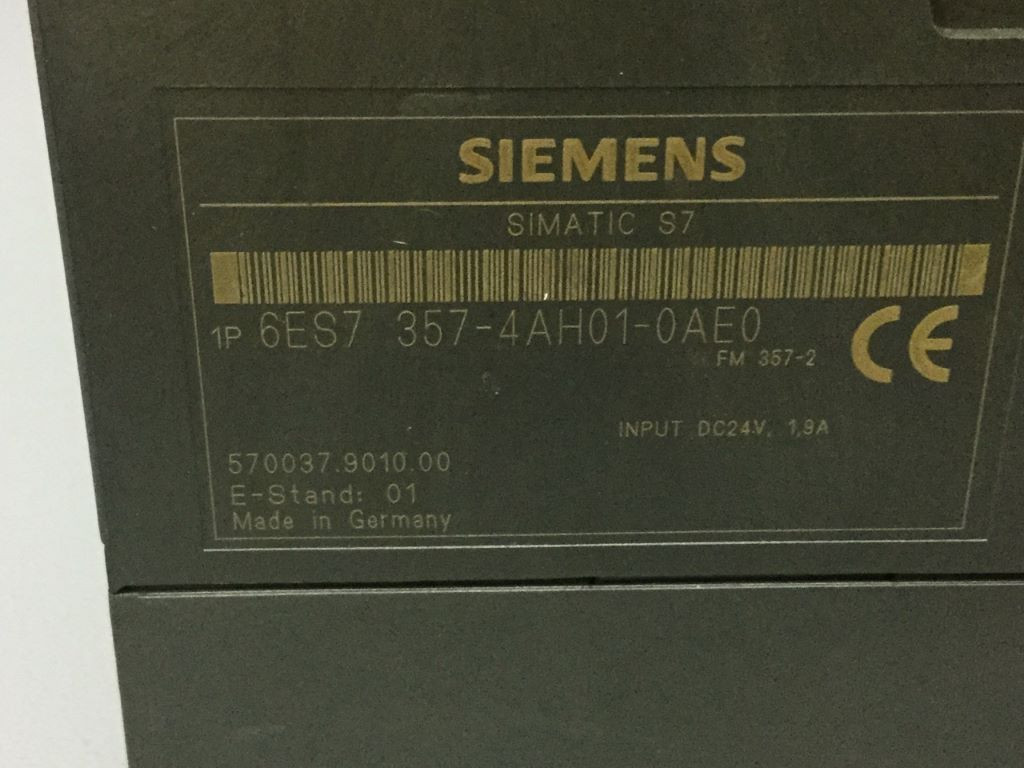 SIEMENS
SIMATIC S7
1P 6ES7 357-4AH01-0AE0
FM 357-2
CE
INPUT DC24V, 1,9A
570037.9010.00
E-Stand: 01
Made in Germany